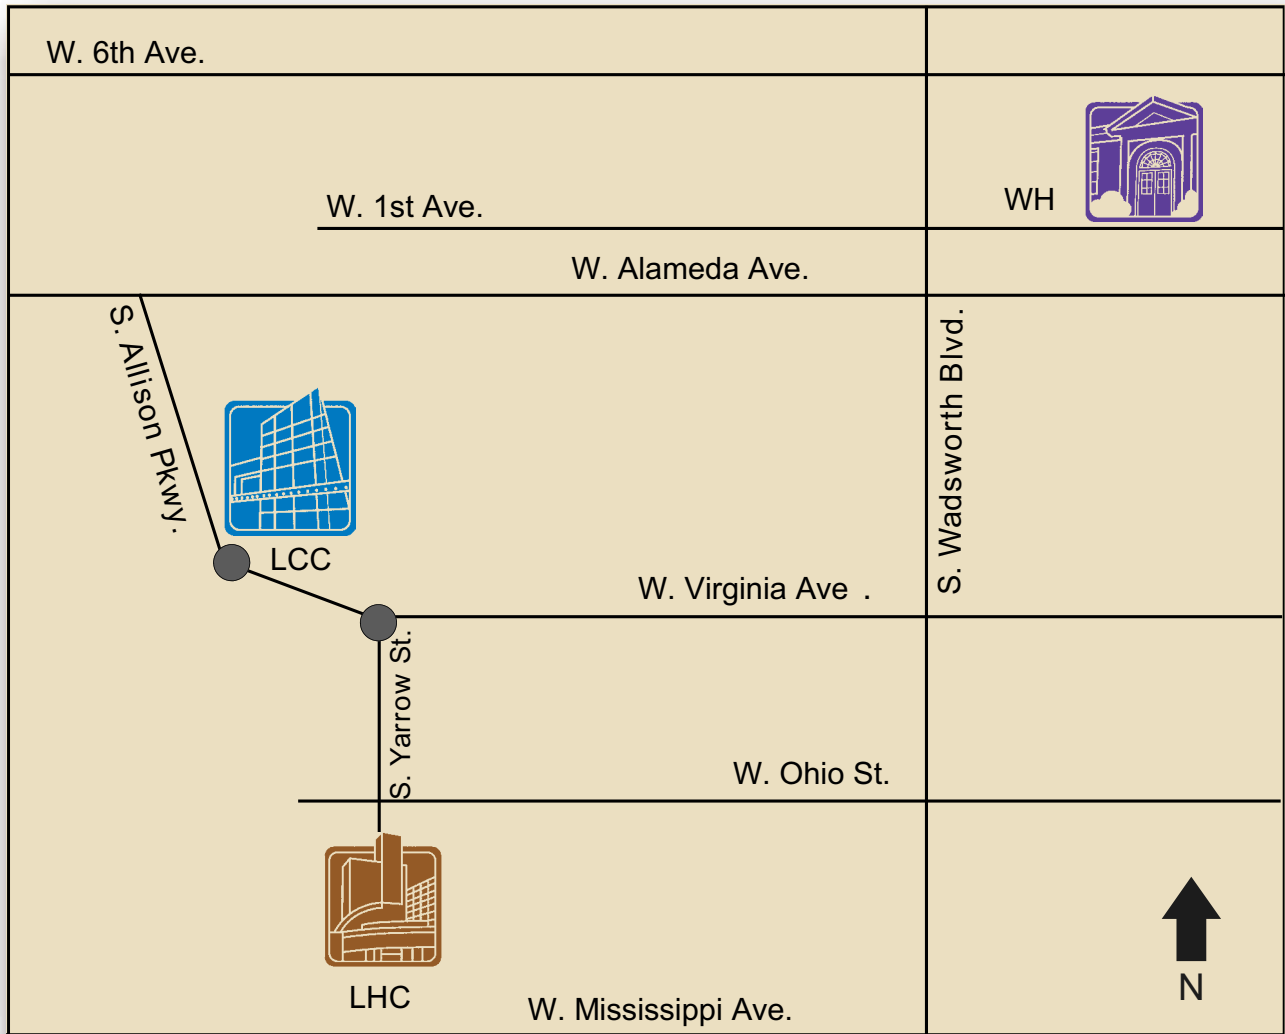 W. 6th Ave.
WH
W. 1st Ave.
W. Alameda Ave.
S. Allison Pkwy.
S. Wadsworth Blvd.
LCC
W. Virginia Ave .
S. Yarrow St.
W. Ohio St.
N
LHC
W. Mississippi Ave.